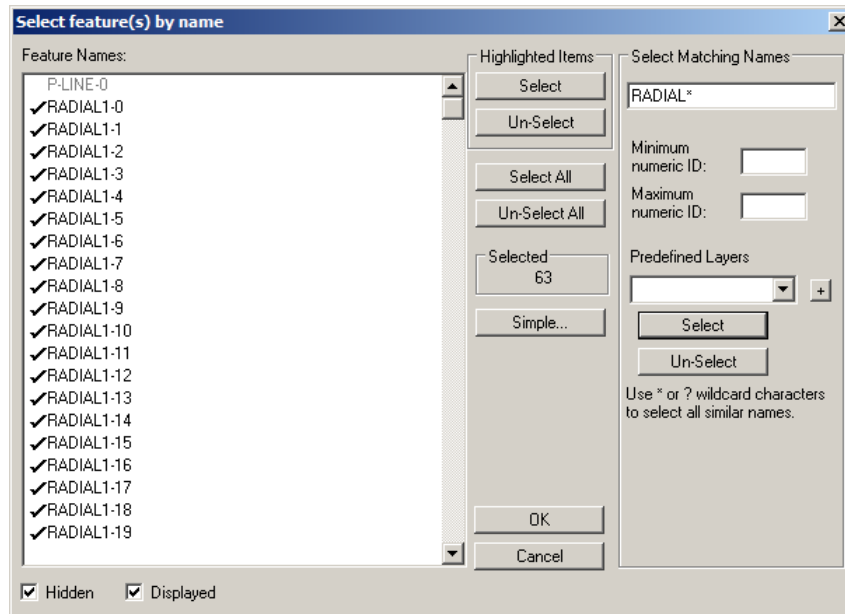 Select feature(s) by name
Feature Names:
P-LINE-0
RADIAL1-0
RADIAL1-1
RADIAL1-2
RADIAL1-3
RADIAL1-4
RADIAL1-5
RADIAL1-6
RADIAL1-7
RADIAL1-8
RADIAL1-9
RADIAL1-10
RADIAL1-11
RADIAL1-12
RADIAL1-13
RADIAL1-14
RADIAL1-15
RADIAL1-16
RADIAL1-17
RADIAL1-18
RADIAL1-19
Hidden
Displayed
Highlighted Items
Select
Un-Select
Select All
Un-Select All
Selected
63
Simple...
OK
Cancel
Select Matching Names
RADIAL*
Minimum
numeric ID:
Maximum
numeric ID:
Predefined Layers
+
Select
Un-Select
Use * or ? wildcard characters
to select all similar names.